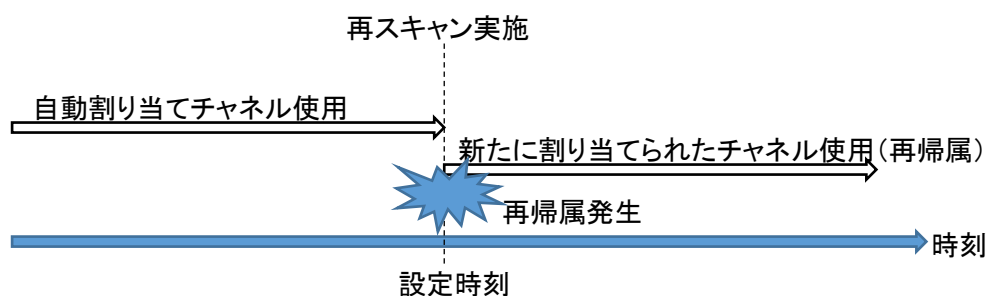 再スキャン実施
自動割り当てチャネル使用
新たに割り当てられたチャネル使用(再帰属)
再帰属発生
時刻
設定時刻